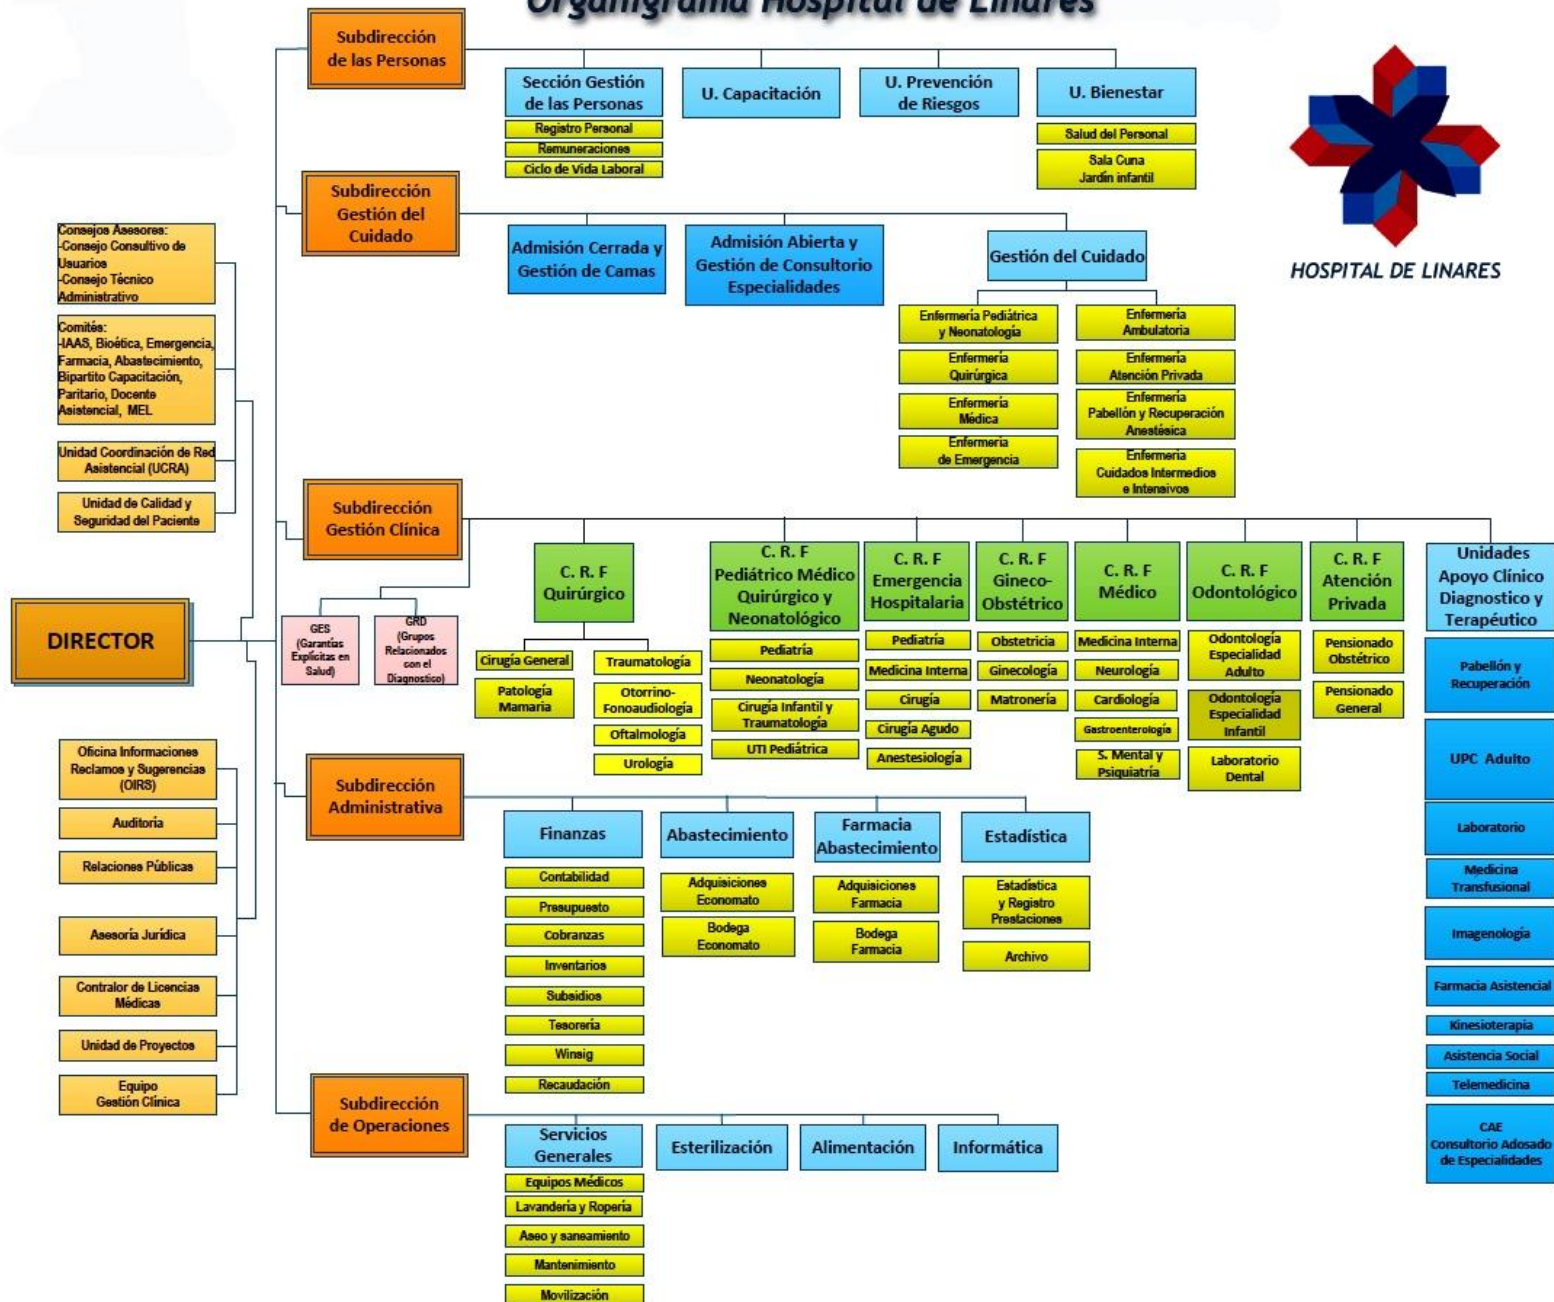 Organigrama Hospital de Linares
Subdirección
de las Personas
Sección Gestión
de las Personas
Registro Personal
Remuneraciones
Ciclo de Vida Laboral
U. Capacitación
U. Prevención
de Riesgos
U. Bienestar
Salud del Personal
Sala Cuna
Jardín infantil
HOSPITAL DE LINARES
Subdirección
Gestión del
Cuidado
Admisión Cerrada y
Gestión de Camas
Admisión Abierta y
Gestión de Consultorio
Especialidades
Gestión del Cuidado
Enfermería Pediátrica
y Neonatología
Enfermería
Quirúrgica
Enfermería
Médica
Enfermería
de Emergencia
Enfermería
Ambulatoria
Enfermería
Atención Privada
Enfermería
Pabellón y Recuperación
Anestésica
Enfermería
Cuidados Intermedios
e Intensivos
Consejos Asesores:
-Consejo Consultivo de
Usuarios
-Consejo Técnico
Administrativo
Comités:
-IAAS, Bioética, Emergencia,
Farmacia, Abastecimiento,
Bipartito Capacitación,
Paritario, Docente
Asistencial, MEL
Unidad Coordinación de Red
Asistencial (UCRA)
Unidad de Calidad y
Seguridad del Paciente
DIRECTOR
Subdirección
Gestión Clínica
GES
(Garantías
Explícitas en
Salud)
GRD
(Grupos
Relacionados
con el
Diagnostico)
C. R. F
Quirúrgico
Cirugía General
Patología
Mamaria
Traumatología
Otorrino-
Fonoaudiología
Oftalmología
Urología
C. R. F
Pediátrico Médico
Quirúrgico y
Neonatológico
Pediatría
Neonatología
Cirugía Infantil y
Traumatología
UTI Pediátrica
C. R. F
Emergencia
Hospitalaria
Pediatría
Medicina Interna
Cirugía
Cirugía Agudo
Anestesiología
C. R. F
Gineco-
Obstétrico
Obstetricia
Ginecología
Matronería
C. R. F
Médico
Medicina Interna
Neurología
Cardiología
Gastroenterología
S. Mental y
Psiquiatría
C. R. F
Odontológico
Odontología
Especialidad
Adulto
Odontología
Especialidad
Infantil
Laboratorio
Dental
C. R. F
Atención
Privada
Pensionado
Obstétrico
Pensionado
General
Unidades
Apoyo Clínico
Diagnostico y
Terapéutico
Pabellón y
Recuperación
UPC Adulto
Laboratorio
Medicina
Transfusional
Imagenología
Farmacia Asistencial
Kinesioterapia
Asistencia Social
Telemedicina
CAE
Consultorio Adosado
de Especialidades
Oficina Informaciones
Reclamos y Sugerencias
(OIRS)
Auditoría
Relaciones Públicas
Asesoría Jurídica
Contralor de Licencias
Médicas
Unidad de Proyectos
Equipo
Gestión Clínica
Subdirección
Administrativa
Finanzas
Contabilidad
Presupuesto
Cobranzas
Inventarios
Subsidios
Tesorería
Winsig
Recaudación
Abastecimiento
Adquisiciones
Economato
Bodega
Economato
Farmacia
Abastecimiento
Adquisiciones
Farmacia
Bodega
Farmacia
Estadística
Estadística
y Registro
Prestaciones
Archivo
Subdirección
de Operaciones
Servicios
Generales
Equipos Médicos
Lavandería y Ropería
Aseo y saneamiento
Mantenimiento
Movilización
Esterilización
Alimentación
Informática